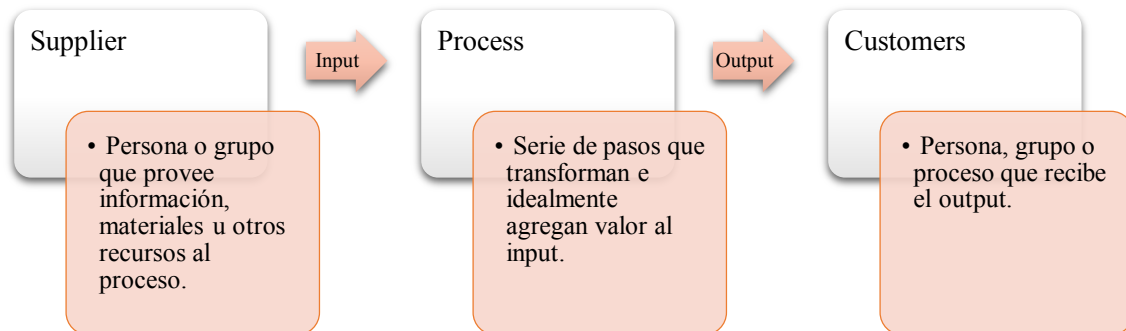 Supplier
Input
Process
Output
Customers
• Persona o grupo
que provee
información,
materiales u otros
recursos al
proceso.
• Serie de pasos que
transforman e
idealmente
agregan valor al
input.
• Persona, grupo o
proceso que recibe
el output.